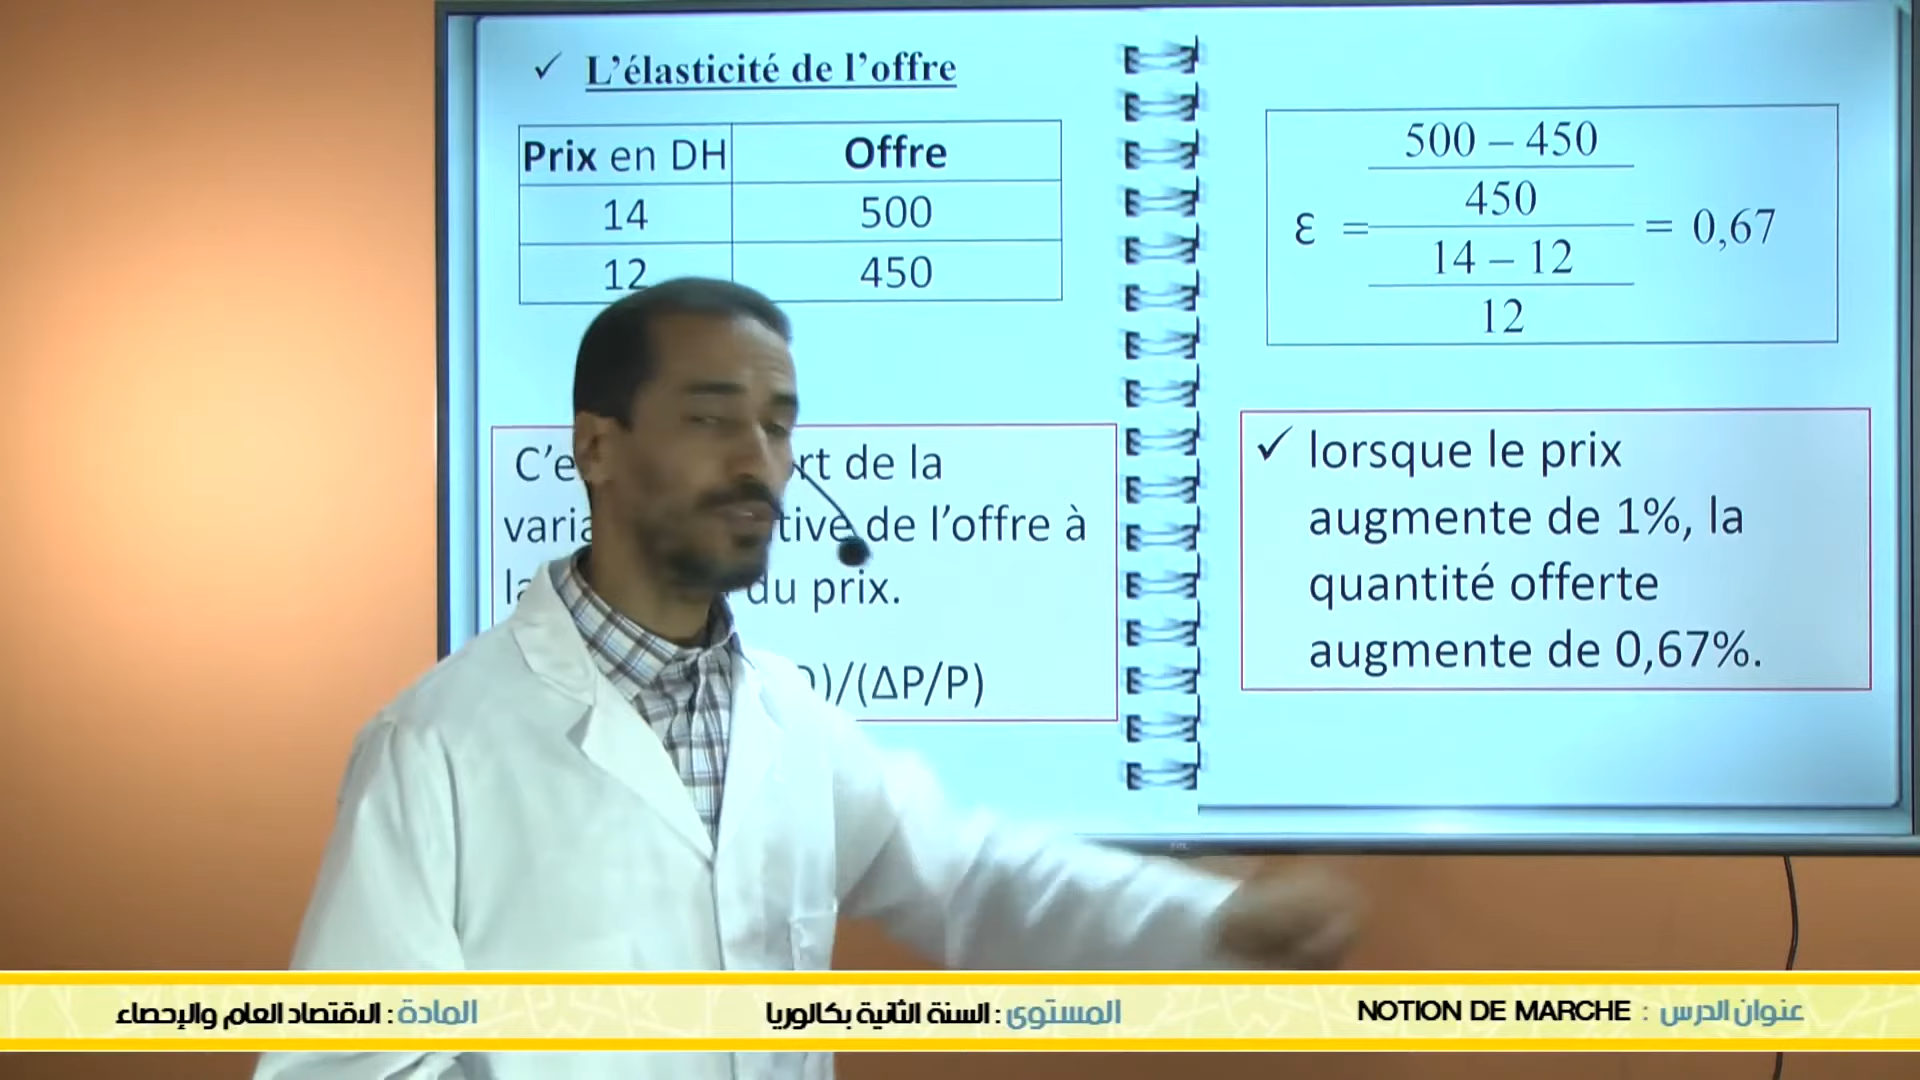 ✓ L’élasticité de l’offre
Prix en DH Offre
14 500
12 450
C’e rt de la
varia tive de l’offre à
la du prix.
)/(ΔP/P)
500 – 450
450
ε = = 0,67
14 – 12
12
✓ lorsque le prix
augmente de 1%, la
quantité offerte
augmente de 0,67%.
عنوان الدرس : NOTION DE MARCHE
المستوى : السنة الثانية بكالوريا
المادة : الاقتصاد العام والإحصاء